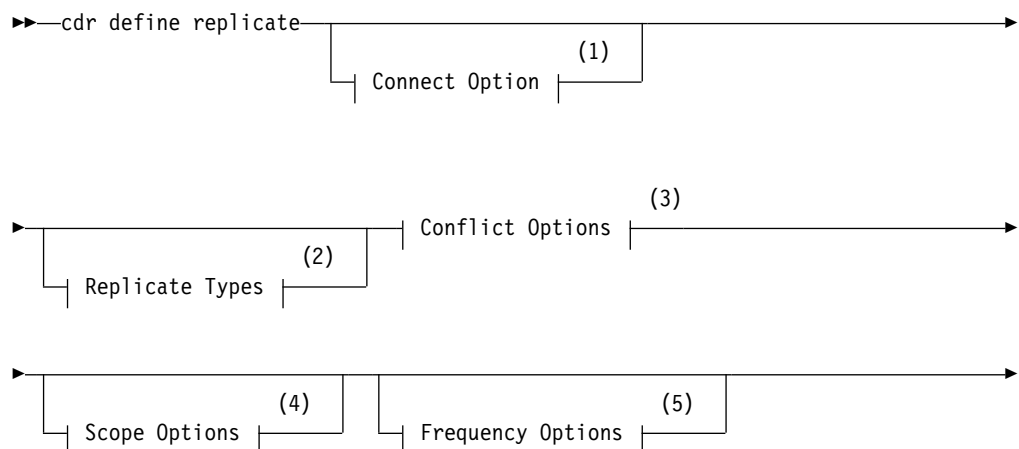 cdr define replicate
(1)
Connect Option
(3)
Conflict Options
(2)
Replicate Types
(4)
(5)
Scope Options
Frequency Options